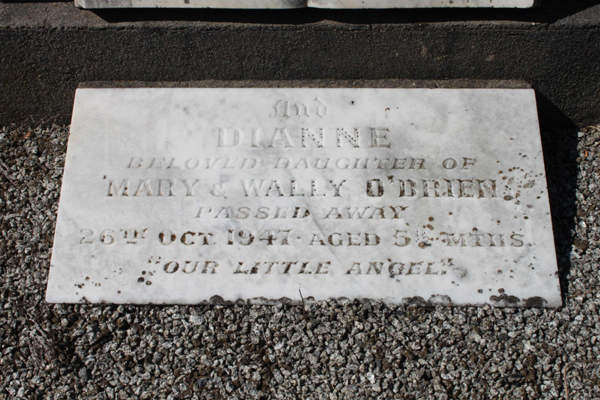 And
DIANNE
BELOVED DAUGHTER OF
MARY & WALLY O'BRIEN
PASSED AWAY
26TH OCT. 1947 · AGED 5½ MTHS.
"OUR LITTLE ANGEL."